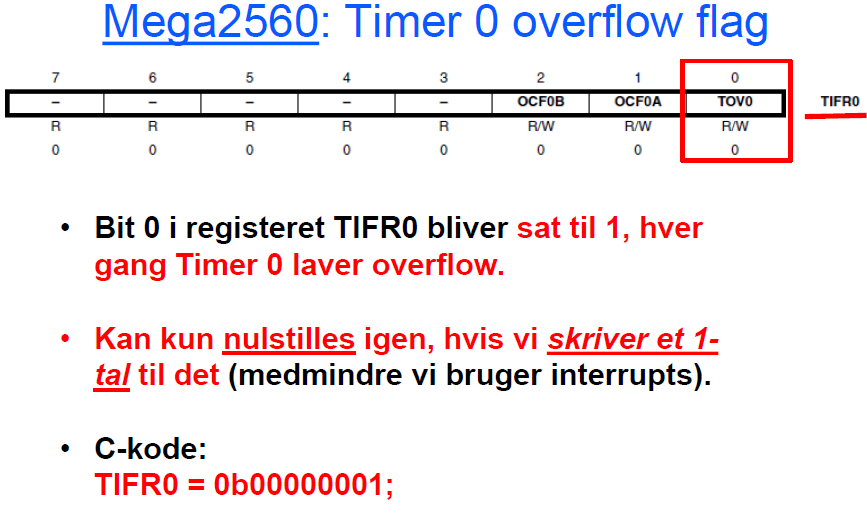 Mega2560: Timer 0 overflow flag
7 6 5 4 3 2 1 0
– – – – – OCF0B OCF0A TOV0 TIFR0
R R R R R R/W R/W R/W
0 0 0 0 0 0 0 0
• Bit 0 i registeret TIFR0 bliver sat til 1, hver
gang Timer 0 laver overflow.
• Kan kun nulstilles igen, hvis vi skriver et 1-
tal til det (medmindre vi bruger interrupts).
• C-kode:
TIFR0 = 0b00000001;